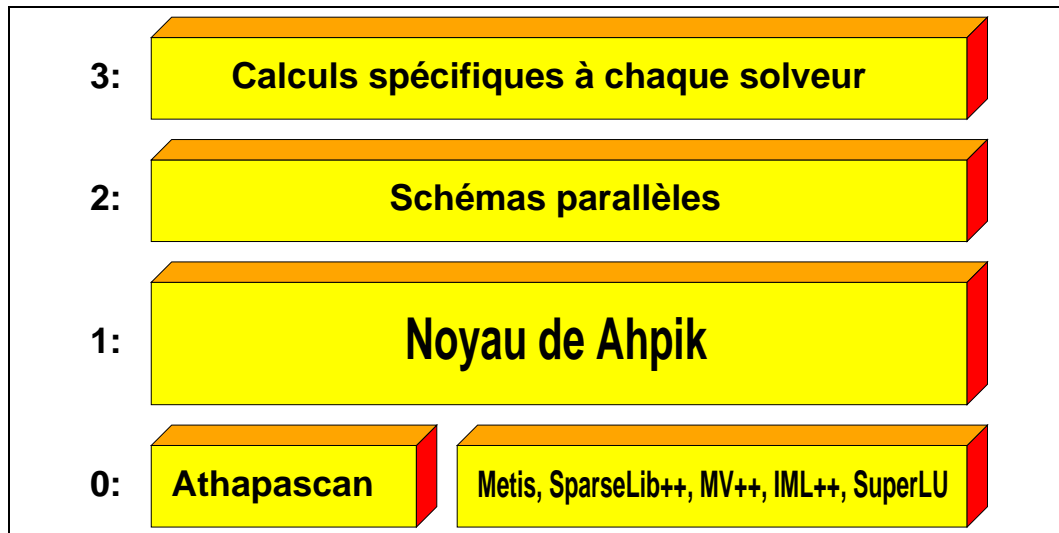 3: Calculs spécifiques à chaque solveur
2: Schémas parallèles
1: Noyau de Ahpik
0: Athapascan Metis, SparseLib++, MV++, IML++, SuperLU